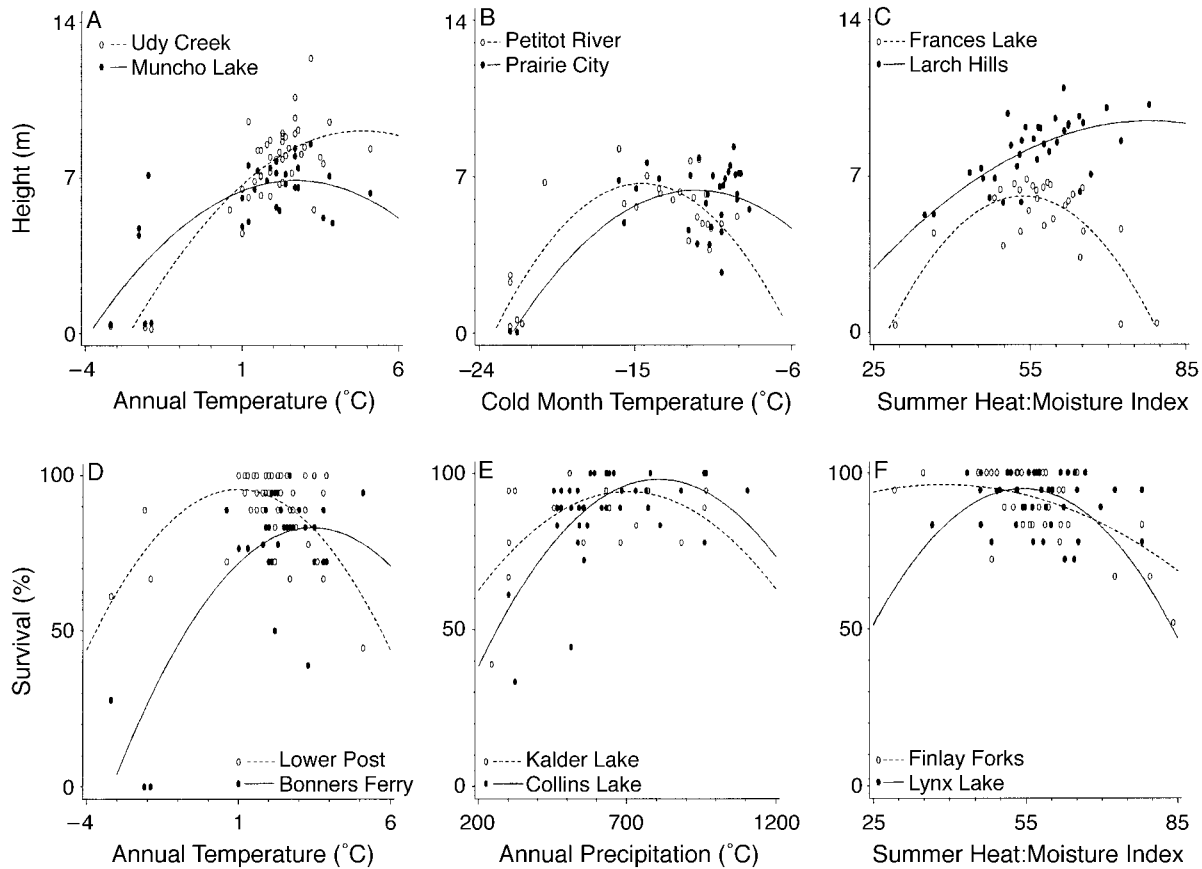 A
Udy Creek
Muncho Lake
14
7
0
Height (m)
−4 1 6
Annual Temperature (˚C)
B
Petitot River
Prairie City
14
7
0
−24 −15 −6
Cold Month Temperature (˚C)
C
Frances Lake
Larch Hills
14
7
0
25 55 85
Summer Heat:Moisture Index
D
100
50
0
Survival (%)
Lower Post
Bonners Ferry
−4 1 6
Annual Temperature (˚C)
E
100
50
0
Kalder Lake
Collins Lake
200 700 1200
Annual Precipitation (˚C)
F
100
50
0
Finlay Forks
Lynx Lake
25 55 85
Summer Heat:Moisture Index